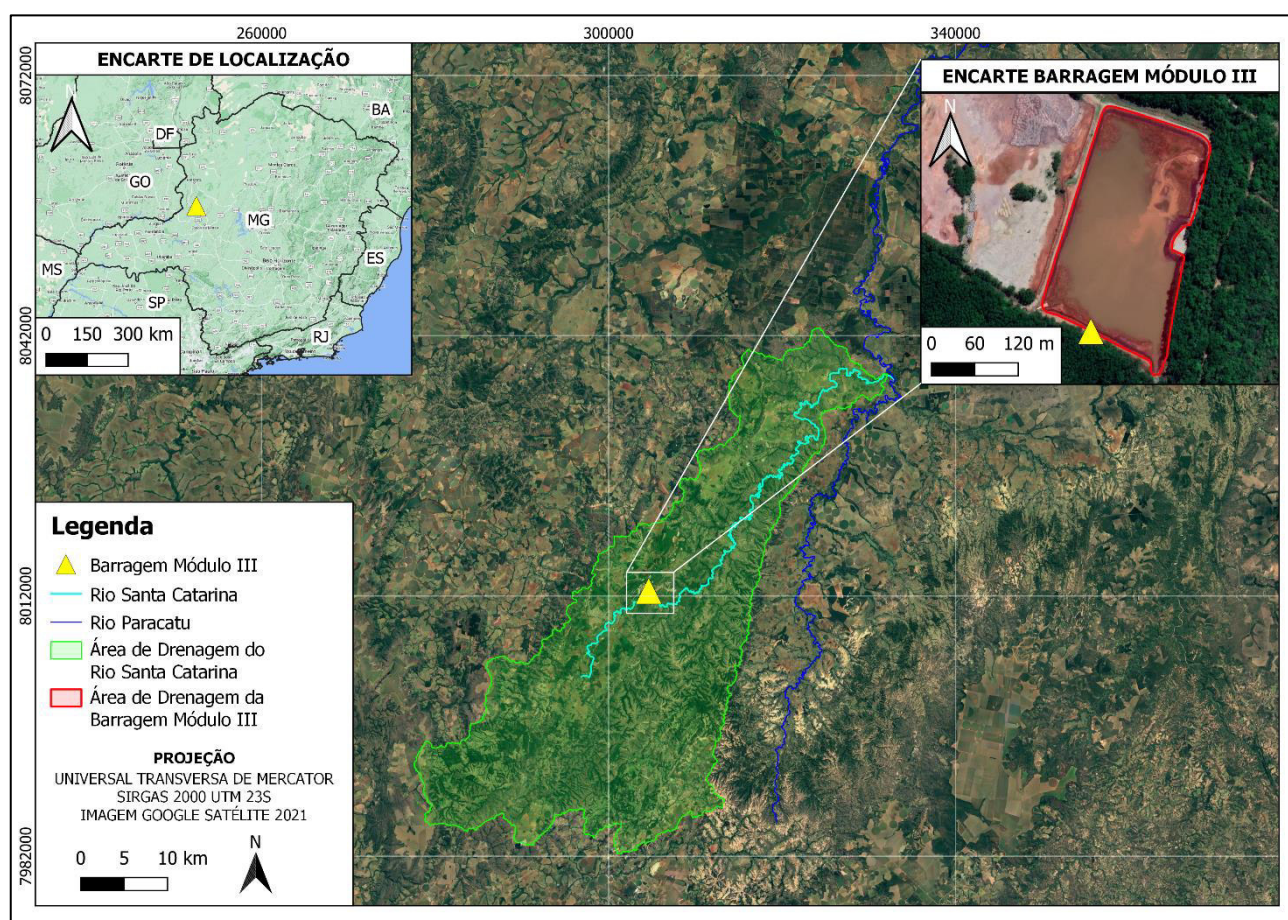 260000
300000
340000
8072000
8042000
8012000
7982000
ENCARTE DE LOCALIZAÇÃO
N
BA
DF
GO
MG
ES
MS
SP
RJ
0 150 300 km
ENCARTE BARRAGEM MÓDULO III
N
0 60 120 m
Legenda
Barragem Módulo III
Rio Santa Catarina
Rio Paracatu
Área de Drenagem do
Rio Santa Catarina
Área de Drenagem da
Barragem Módulo III
PROJEÇÃO
UNIVERSAL TRANSVERSA DE MERCATOR
SIRGAS 2000 UTM 23S
IMAGEM GOOGLE SATÉLITE 2021
0 5 10 km
N